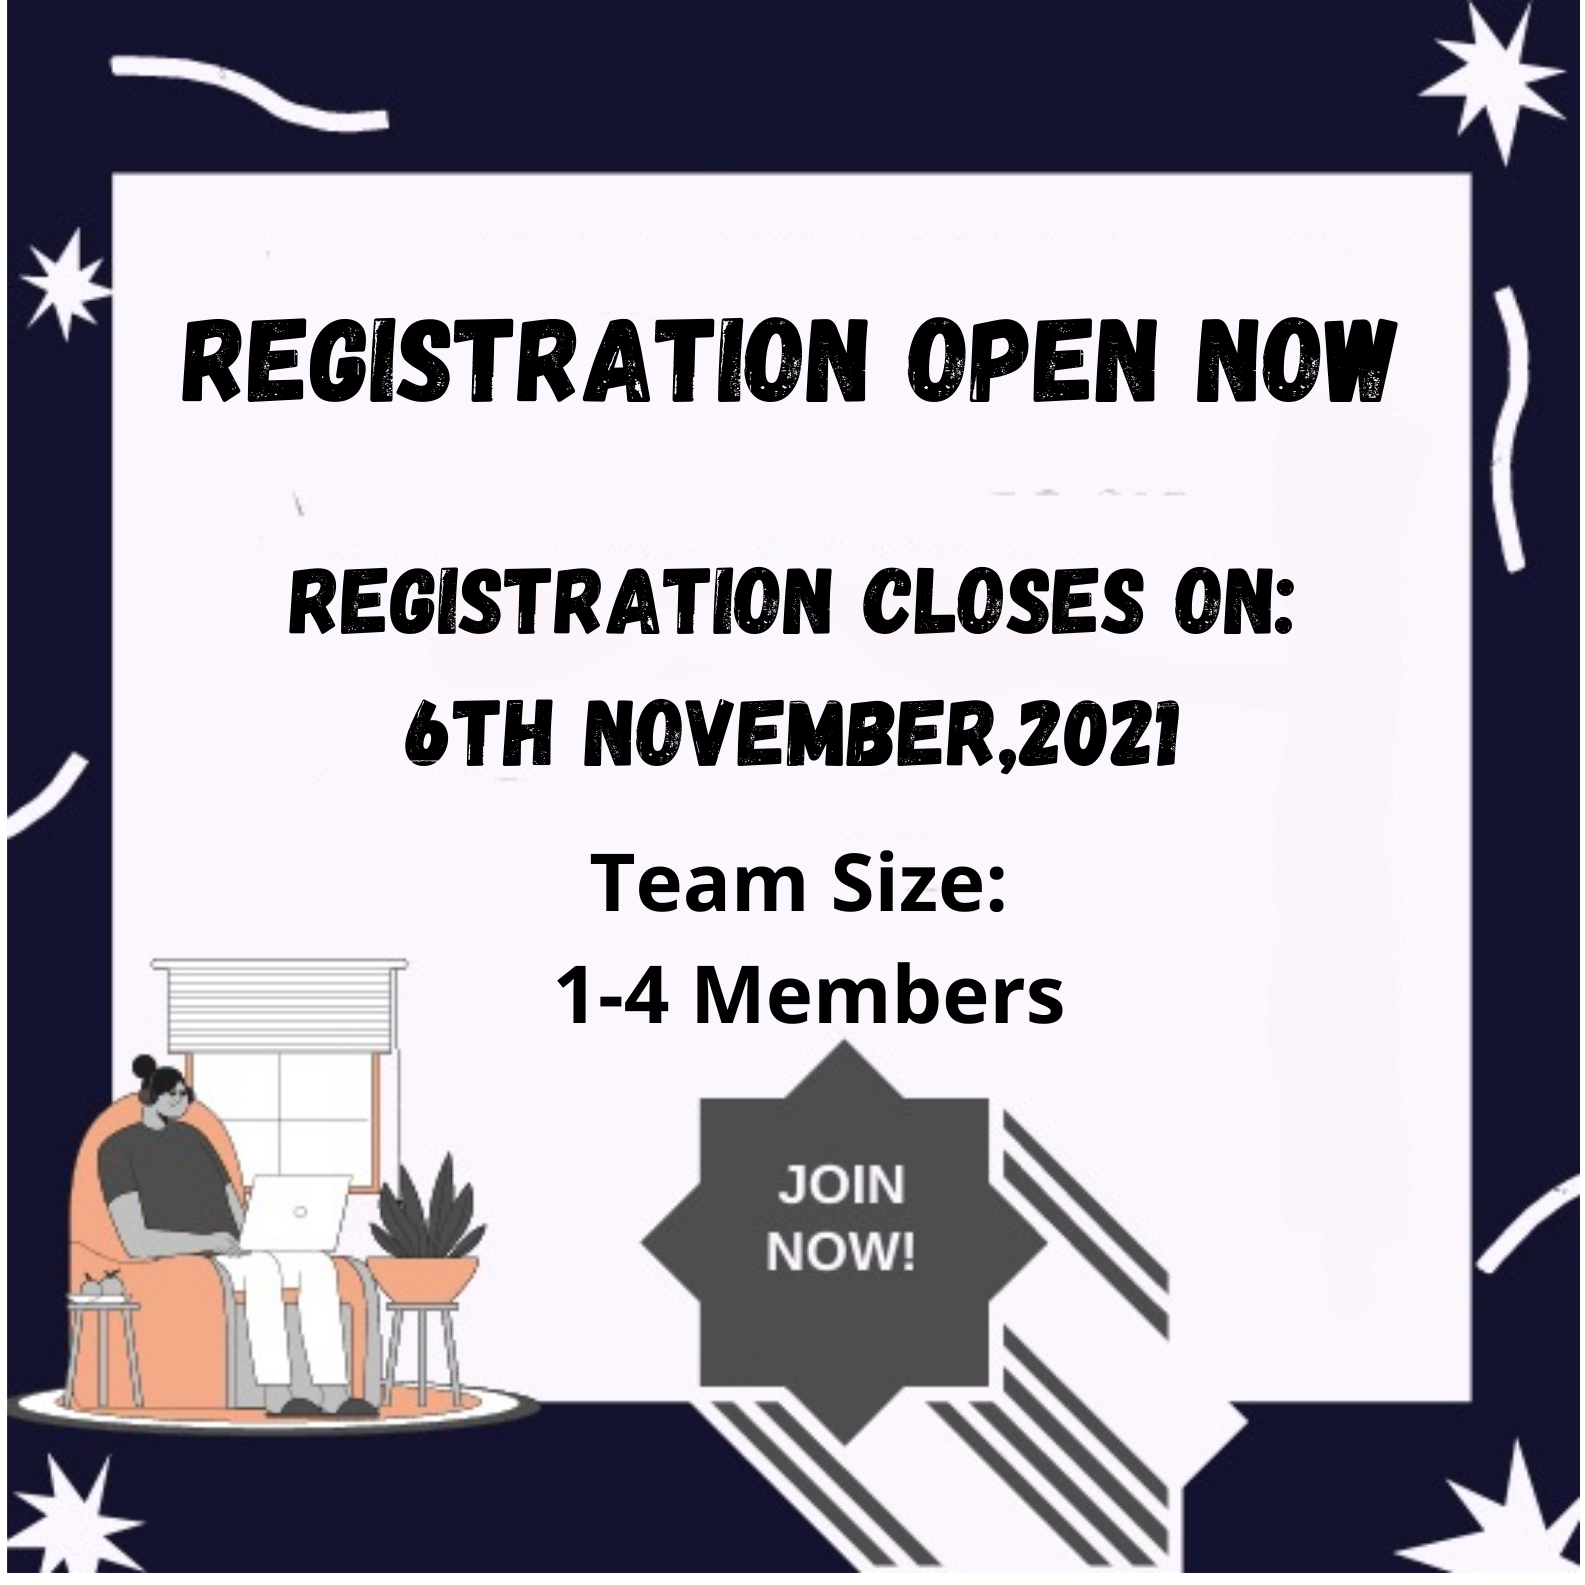 REGISTRATION OPEN NOW
REGISTRATION CLOSES ON:
6TH NOVEMBER,2021
Team Size:
1-4 Members
JOIN
NOW!